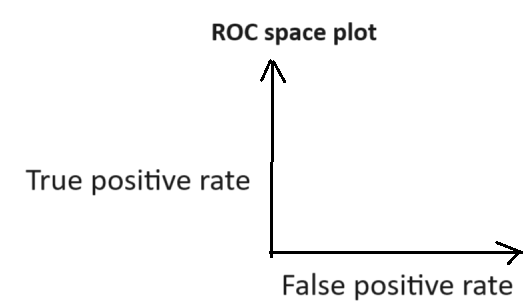 ROC space plot
True positive rate
False positive rate